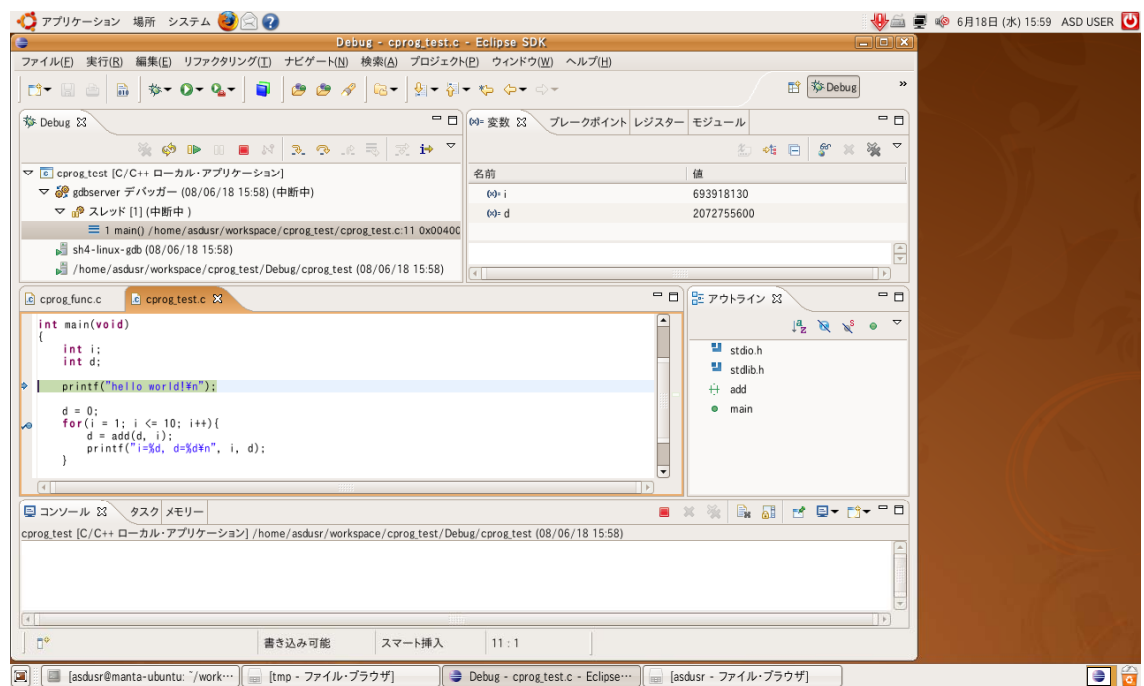 アプリケーション 場所 システム
6月18日 (水) 15:59 ASD USER
Debug - cprog_test.c - Eclipse SDK
ファイル(F) 実行(R) 編集(E) リファクタリング(T) ナビゲート(N) 検索(A) プロジェクト(P) ウィンドウ(W) ヘルプ(H)
Debug
»
Debug
変数 ブレークポイント レジスター モジュール
cprog_test [C/C++ ローカル・アプリケーション]
gdbserver デバッガー (08/06/18 15:58) (中断中)
スレッド [1] (中断中 )
1 main() /home/asdusr/workspace/cprog_test/cprog_test.c:11 0x00400
sh4-linux-gdb (08/06/18 15:58)
/home/asdusr/workspace/cprog_test/Debug/cprog_test (08/06/18 15:58)
名前 値
(x)= i 693918130
(x)= d 2072755600
cprog_func.c cprog_test.c
int main(void)
{
int i;
int d;
printf("hello world!¥n");
d = 0;
for(i = 1; i <= 10; i++){
d = add(d, i);
printf("i=%d, d=%d¥n", i, d);
}
アウトライン
stdio.h
stdlib.h
add
main
コンソール タスク メモリー
cprog_test [C/C++ ローカル・アプリケーション] /home/asdusr/workspace/cprog_test/Debug/cprog_test (08/06/18 15:58)
書き込み可能 スマート挿入 11 : 1
[asdusr@manta-ubuntu: ~/work… [tmp - ファイル・ブラウザ] Debug - cprog_test.c - Eclipse… [asdusr - ファイル・ブラウザ]